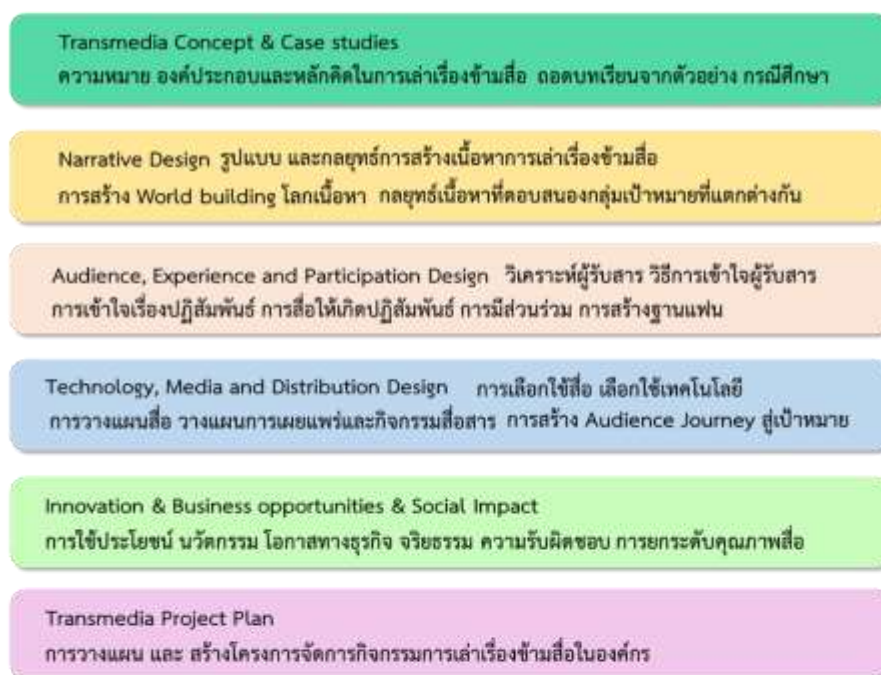 Transmedia Concept & Case studies
ความหมาย องค์ประกอบและหลักคิดในการเล่าเรื่องข้ามสื่อ ถอดบทเรียนจากตัวอย่าง กรณีศึกษา
Narrative Design รูปแบบ และกลยุทธ์การสร้างเนื้อหาการเล่าเรื่องข้ามสื่อ
การสร้าง World building โลกเนื้อหา กลยุทธ์เนื้อหาที่ตอบสนองกลุ่มเป้าหมายที่แตกต่างกัน
Audience, Experience and Participation Design วิเคราะห์ผู้รับสาร วิธีการเข้าใจผู้รับสาร
การเข้าใจเรื่องปฏิสัมพันธ์ การสื่อให้เกิดปฏิสัมพันธ์ การมีส่วนร่วม การสร้างฐานแฟน
Technology, Media and Distribution Design การเลือกใช้สื่อ เลือกใช้เทคโนโลยี
การวางแผนสื่อ วางแผนการเผยแพร่และกิจกรรมสื่อสาร การสร้าง Audience Journey สู่เป้าหมาย
Innovation & Business opportunities & Social Impact
การใช้ประโยชน์ นวัตกรรม โอกาสทางธุรกิจ จริยธรรม ความรับผิดชอบ การยกระดับคุณภาพสื่อ
Transmedia Project Plan
การวางแผน และ สร้างโครงการจัดการกิจกรรมการเล่าเรื่องข้ามสื่อในองค์กร